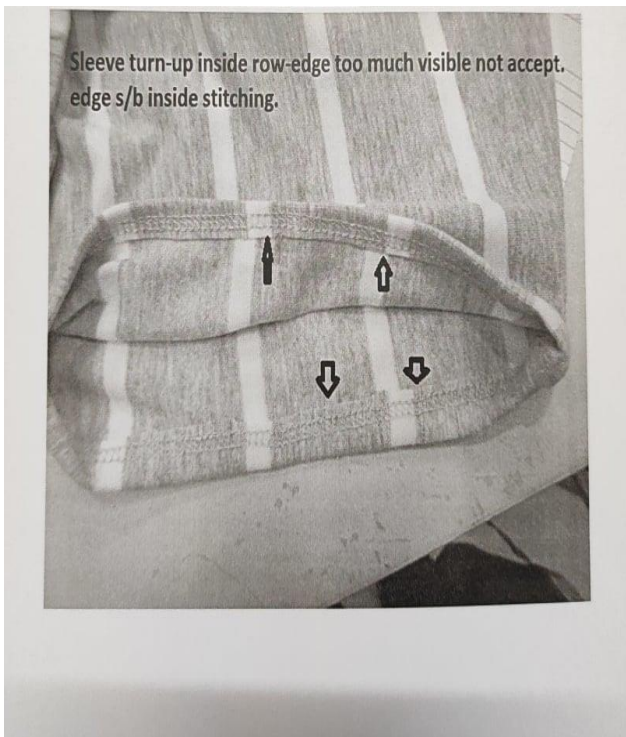 Sleeve turn-up inside row-edge too much visible not accept.
edge s/b inside stitching.